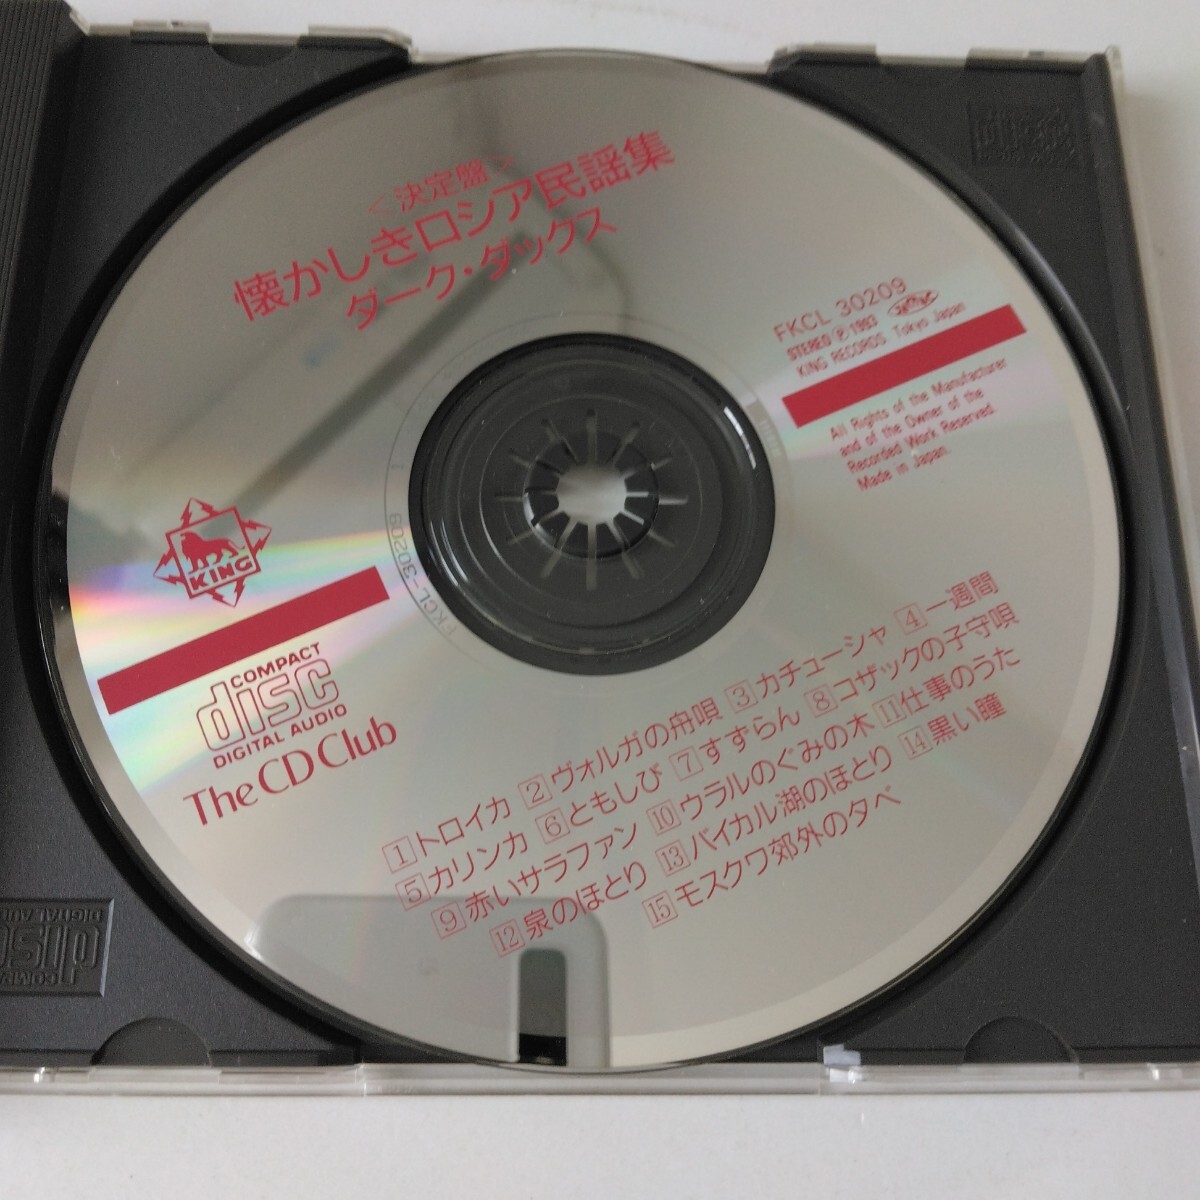 <決定盤>
懐かしきロシア民謡集
ダーク・ダックス
FKCL 30209
STEREO Ⓟ1993
KING RECORDS Tokyo Japan
All Rights of the Manufacturer
and of the Owner of the
Recorded Work Reserved.
Made in Japan.
KING
FKCL-30209
COMPACT
disc
DIGITAL AUDIO
The CD Club
1トロイカ 2ヴォルガの舟唄 3カチューシャ 4一週間
5カリンカ 6ともしび 7すずらん 8コザックの子守唄
9赤いサラファン 10ウラルのぐみの木 11仕事のうた
12泉のほとり 13バイカル湖のほとり 14黒い瞳
15モスクワ郊外の夕べ
disc